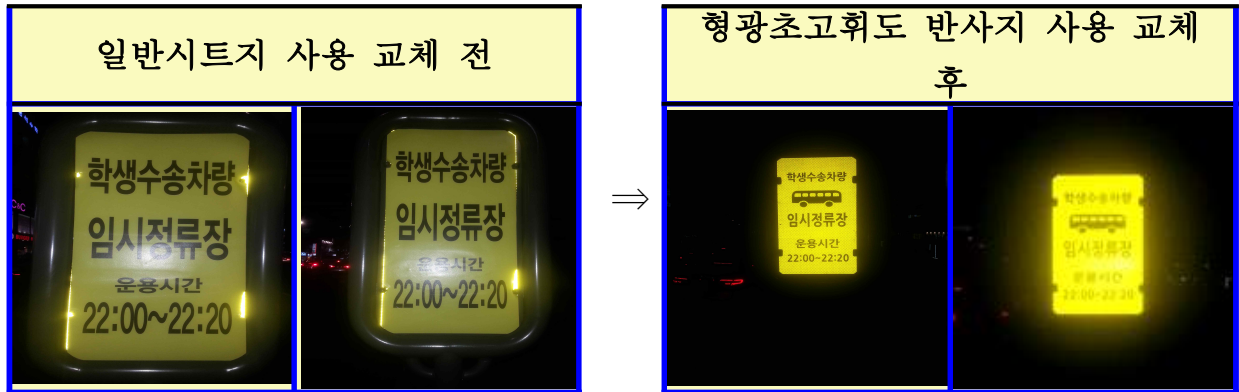 일반시트지 사용 교체 전
학생수송차량
임시정류장
운용시간
22:00~22:20
학생수송차량
임시정류장
운용시간
22:00~22:20
⇒
형광초고휘도 반사지 사용 교체
후
학생수송차량
임시정류장
운용시간
22:00~22:20
학생수송차량
임시정류장
운용시간
22:00~22:20